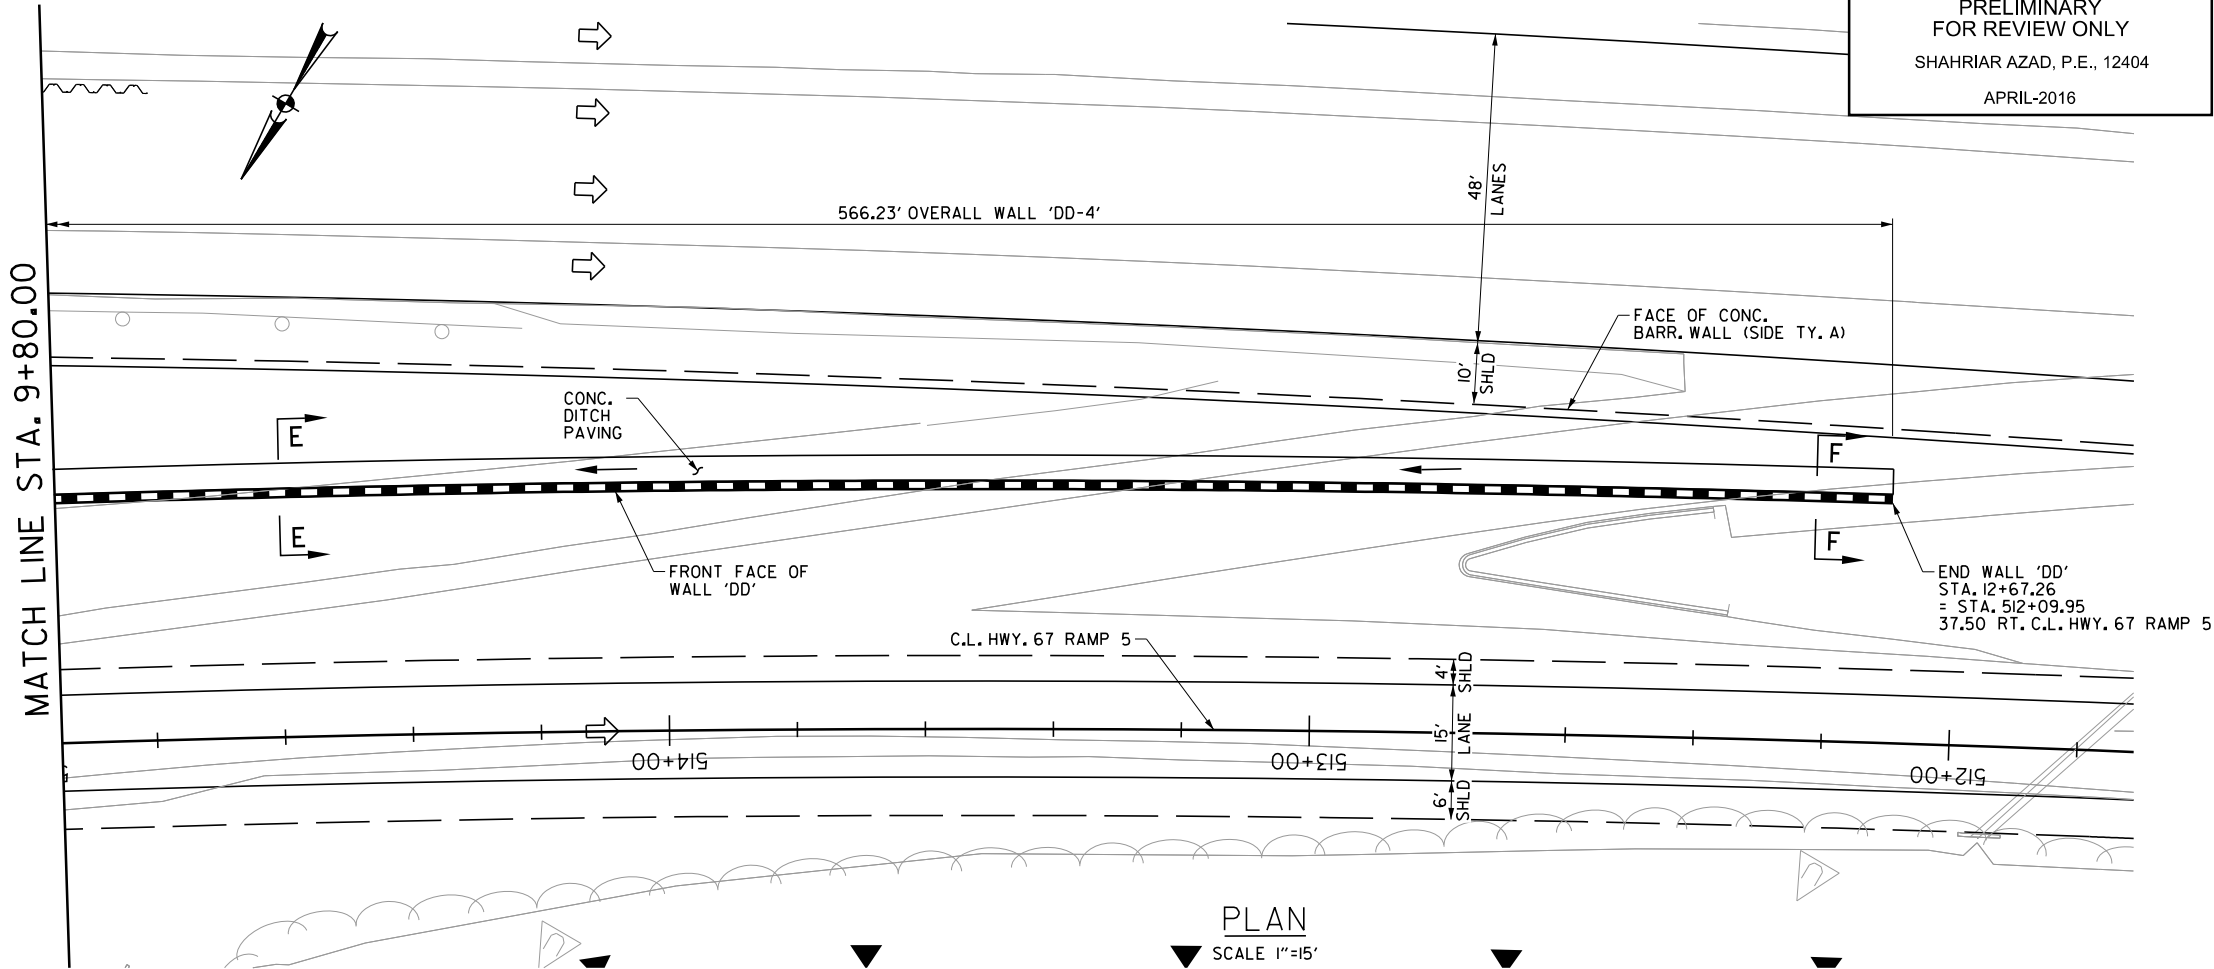 PRELIMINARY
FOR REVIEW ONLY
SHAHRIAR AZAD, P.E., 12404
APRIL-2016
48'
LANES
566.23' OVERALL WALL 'DD-4'
MATCH LINE STA. 9+80.00
FACE OF CONC.
BARR. WALL (SIDE TY. A)
10'
SHLD
CONC.
DITCH
PAVING
E
F
E
F
FRONT FACE OF
WALL 'DD'
END WALL 'DD'
STA. 12+67.26
= STA. 512+09.95
37.50 RT. C.L. HWY. 67 RAMP 5
C.L. HWY. 67 RAMP 5
4'
SHLD
15'
LANE
514+00
513+00
512+00
6'
SHLD
PLAN
SCALE 1"=15'